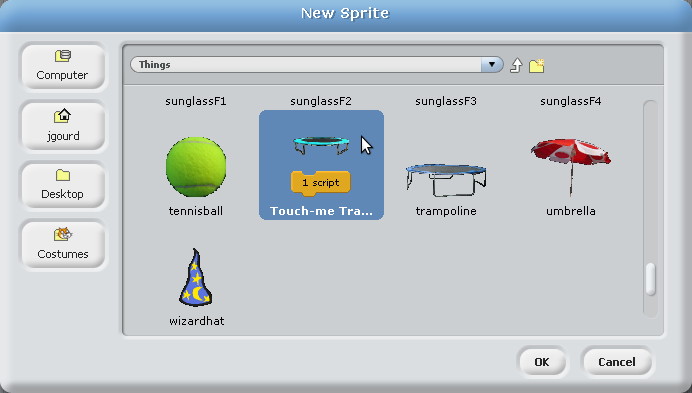 New Sprite
Computer
jgourd
Desktop
Costumes
Things
sunglassF1 sunglassF2 sunglassF3 sunglassF4
1 script
tennisball Touch-me Tra... trampoline umbrella
wizardhat
OK Cancel